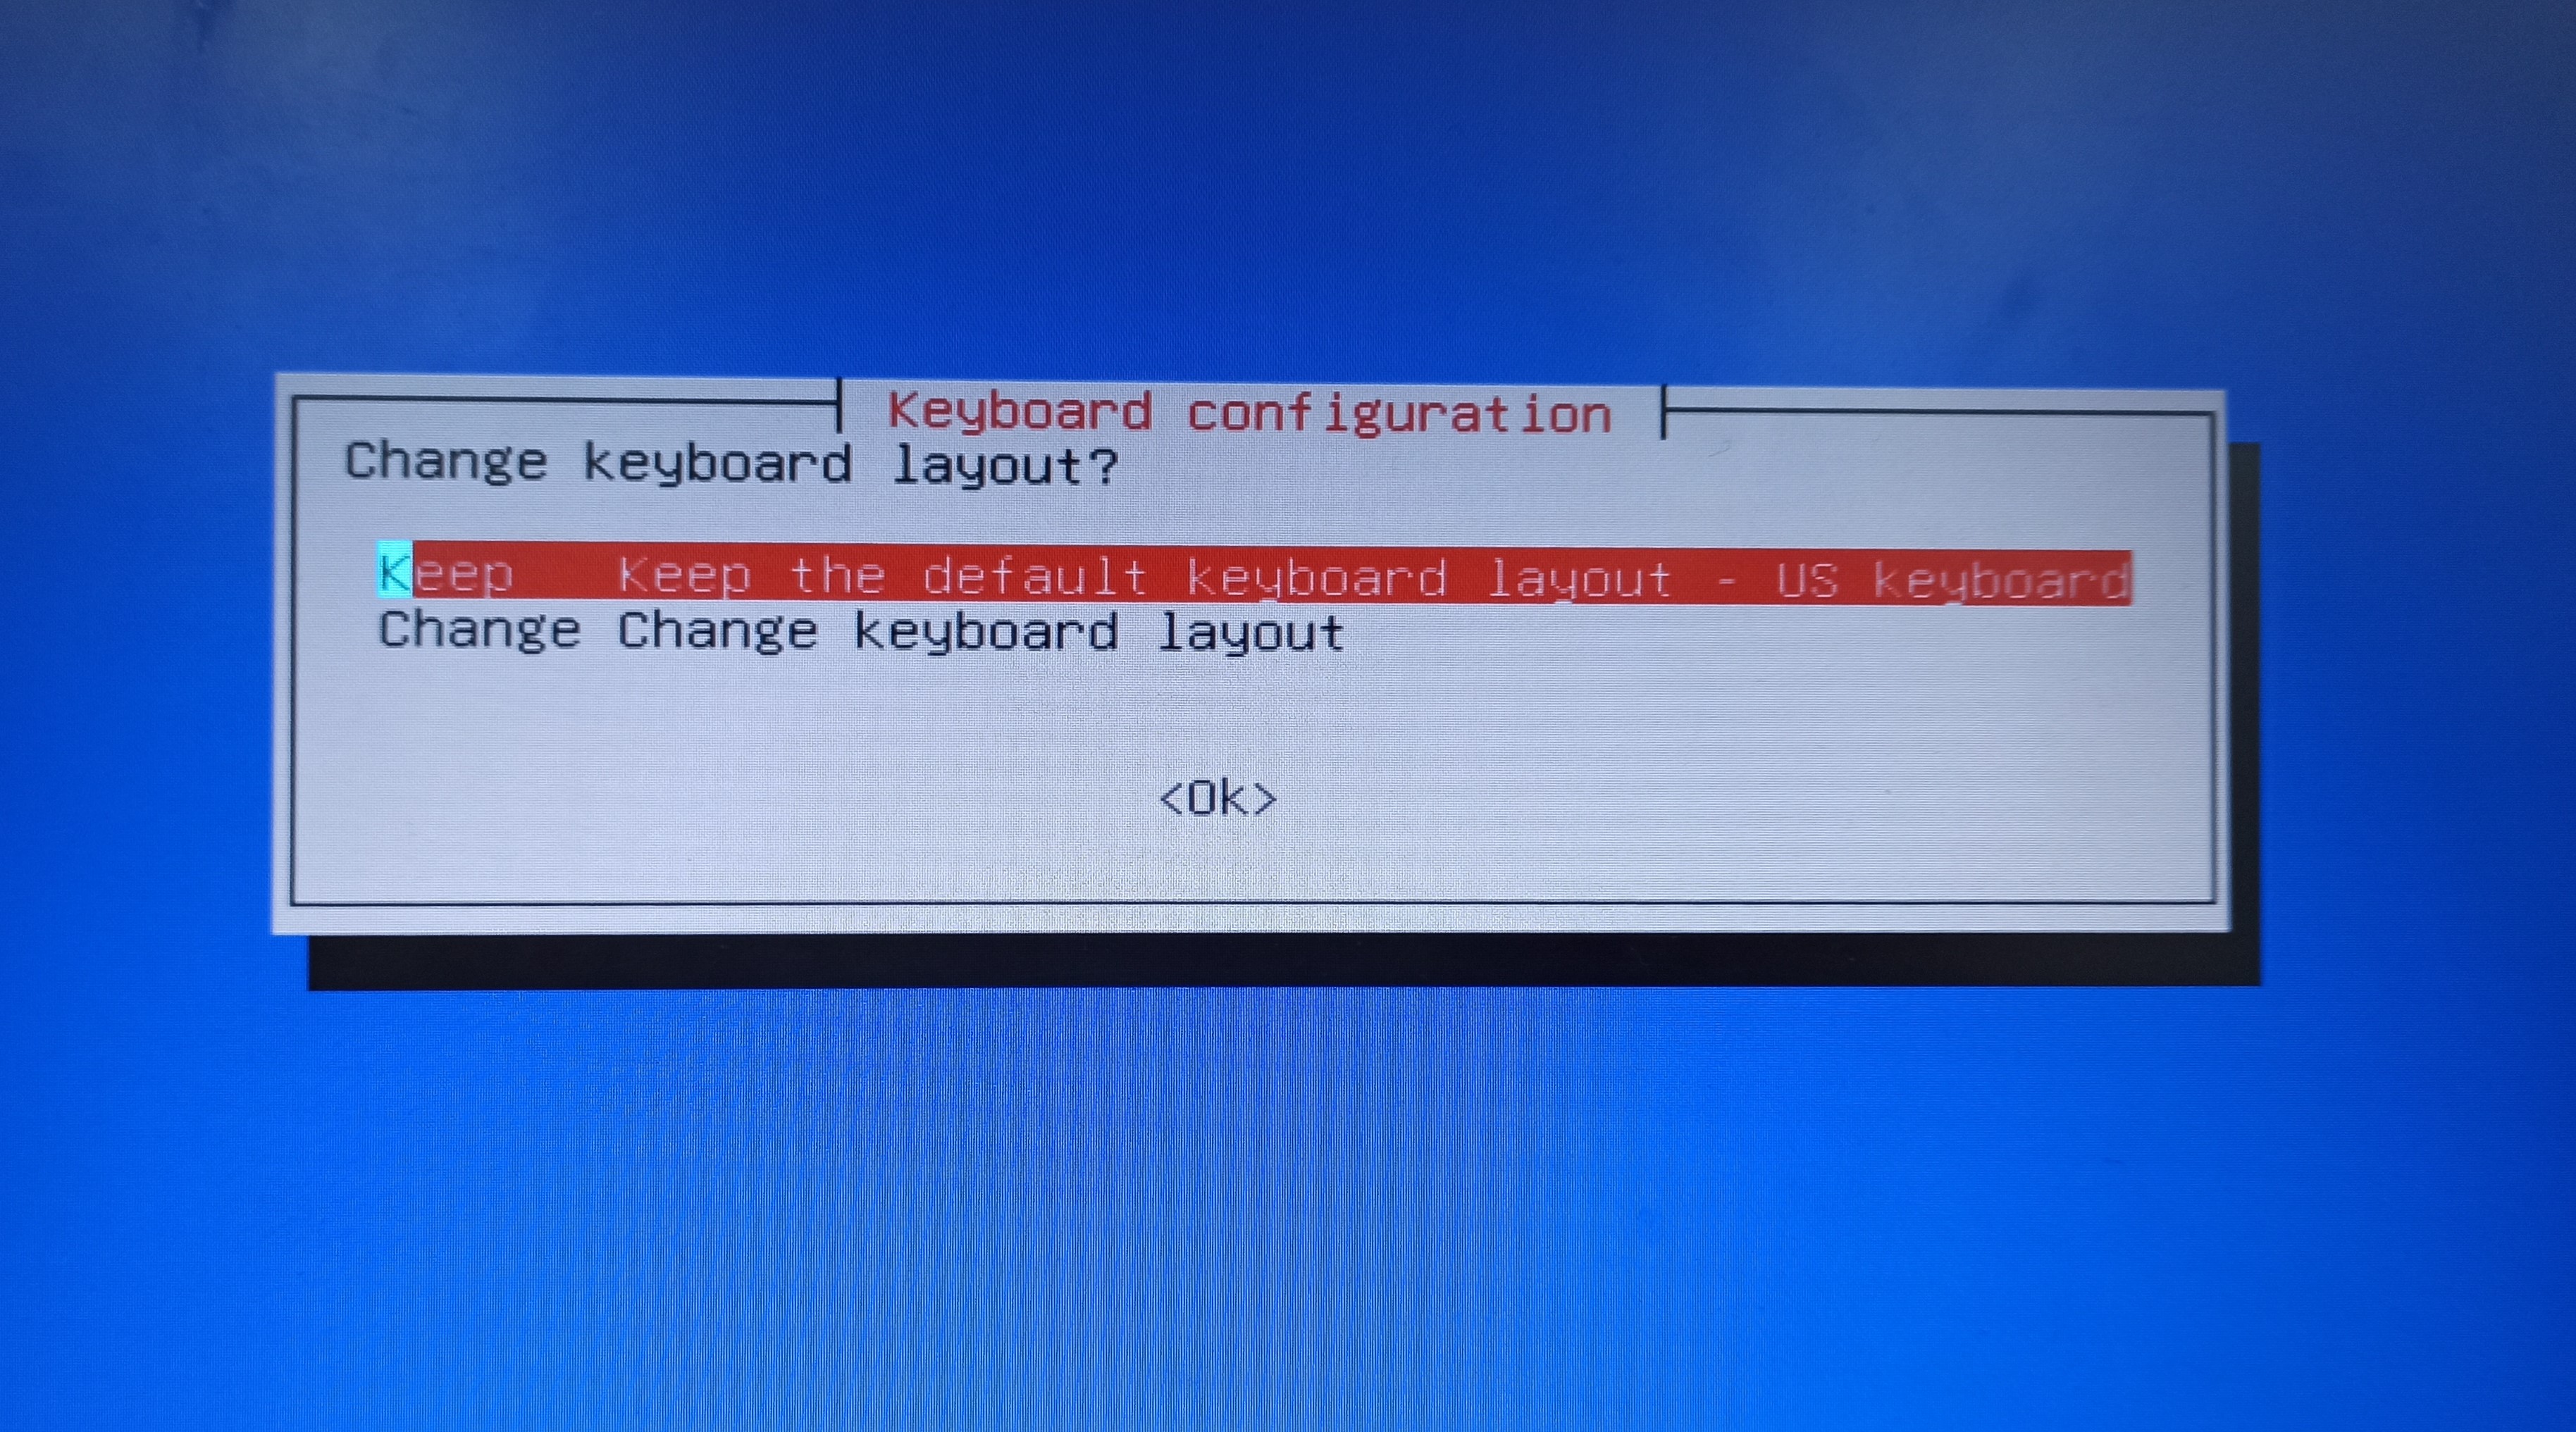 Keyboard configuration
Change keyboard layout?
Keep Keep the default keyboard layout - US keyboard
Change Change keyboard layout
<Ok>